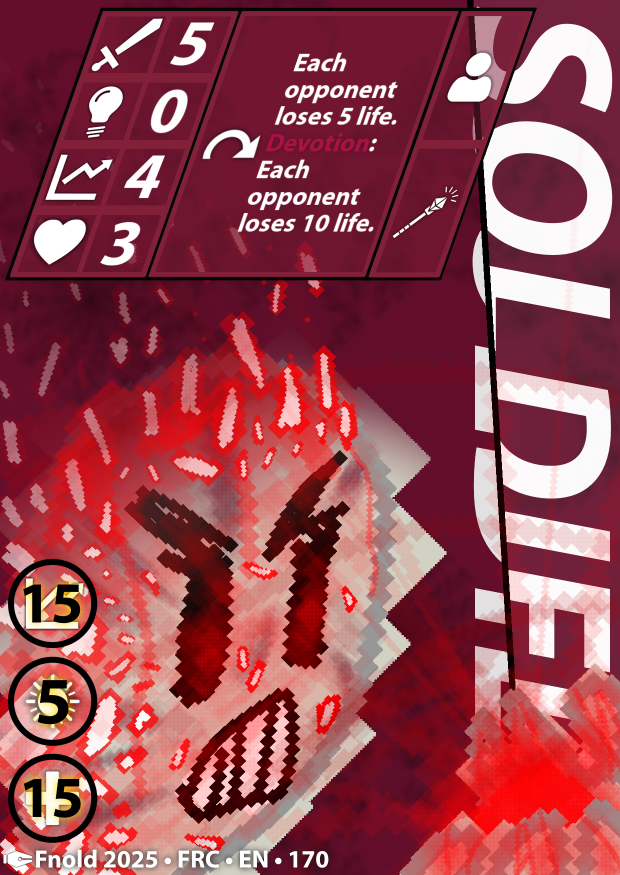 5
0
4
3
Each
opponent
loses 5 life.
Devotion:
Each
opponent
loses 10 life.
SOLDIER
15
5
15
Fnold 2025 • FRC • EN • 170